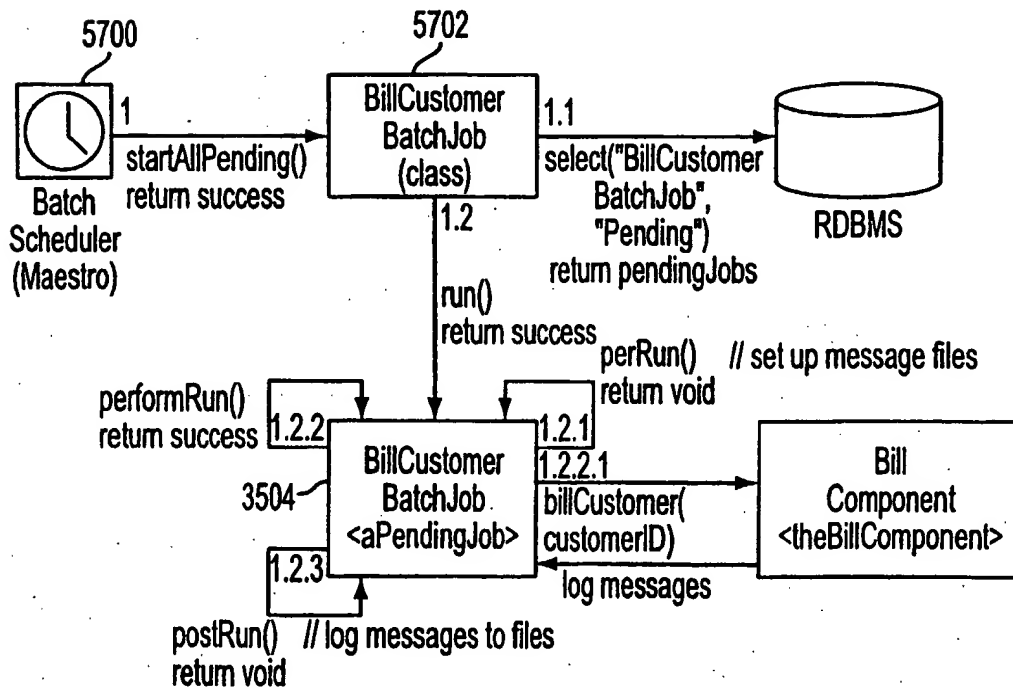 5700
5702
1
startAllPending()
return success
Batch
Scheduler
(Maestro)
BillCustomer
BatchJob
(class)
1.1
select("BillCustomer
BatchJob",
"Pending")
return pendingJobs
RDBMS
1.2
run()
return success
perRun() // set up message files
return void
performRun()
return success
1.2.2
1.2.1
3504
BillCustomer
BatchJob
<aPendingJob>
1.2.2.1
billCustomer(
customerID)
log messages
Bill
Component
<theBillComponent>
1.2.3
postRun() // log messages to files
return void